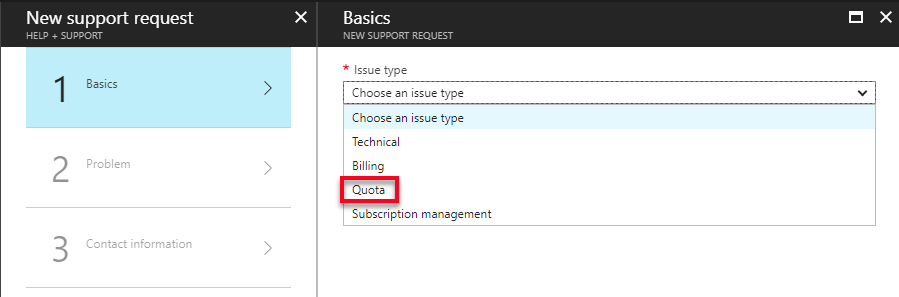 New support request
HELP + SUPPORT
1 Basics
2 Problem
3 Contact information
Basics
NEW SUPPORT REQUEST
* Issue type
Choose an issue type
Choose an issue type
Technical
Billing
Quota
Subscription management